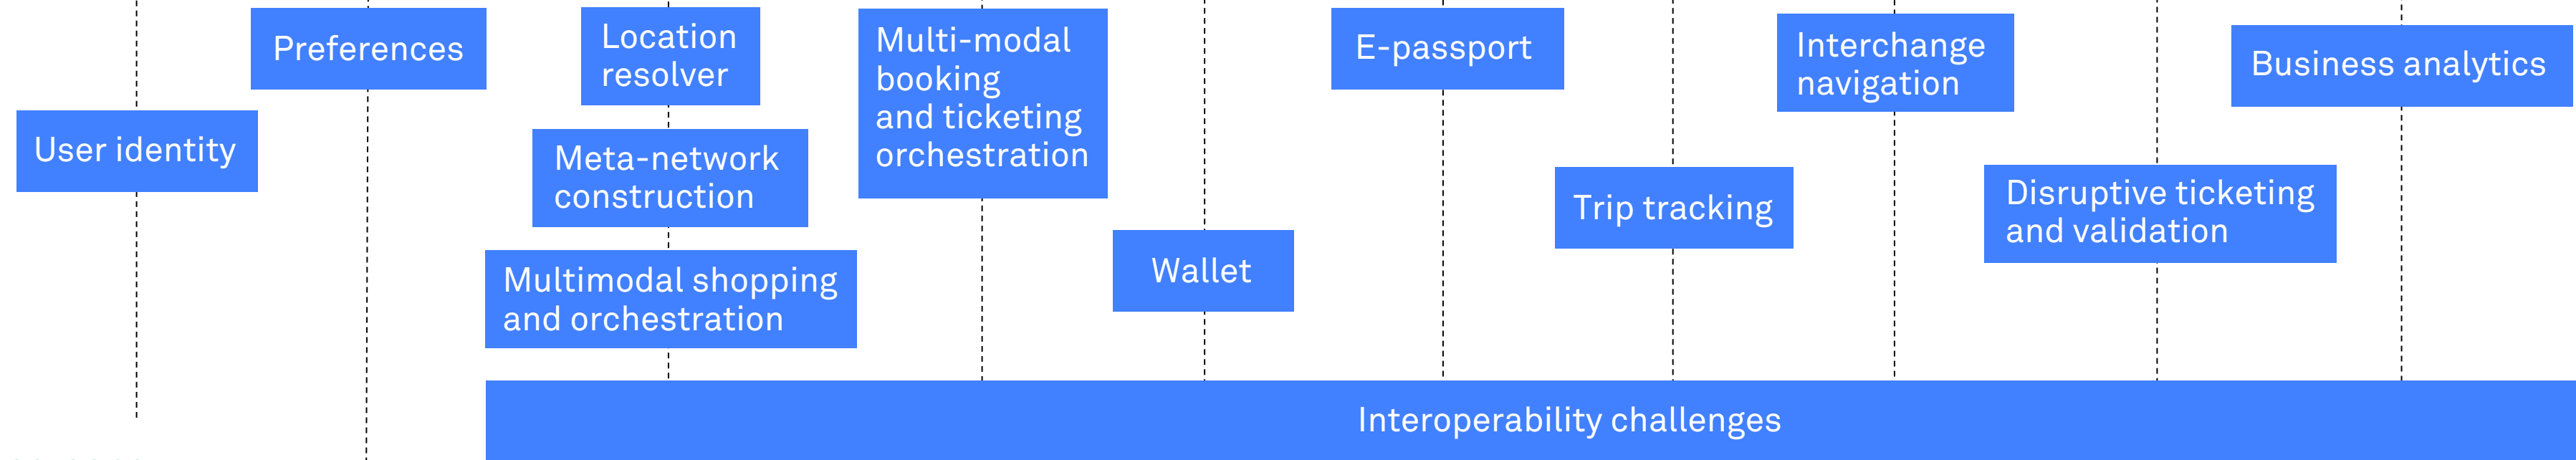 User identity
Preferences
Location
resolver
Meta-network
construction
Multimodal shopping
and orchestration
Multi-modal
booking
and ticketing
orchestration
Wallet
E-passport
Trip tracking
Interchange
navigation
Disruptive ticketing
and validation
Business analytics
Interoperability challenges